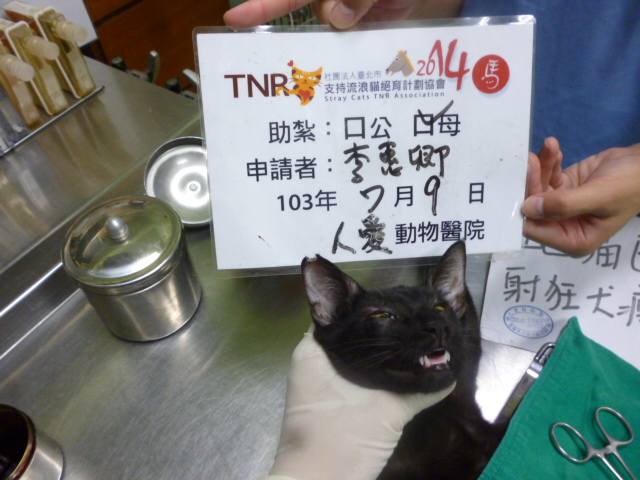 TNR 社團法人臺北市 2014 馬
支持流浪貓絕育計劃協會
Stray Cats TNR Association
助紮：口公 口母
申請者：李惠卿
103年 7月 9日
人愛 動物醫院
射狂犬